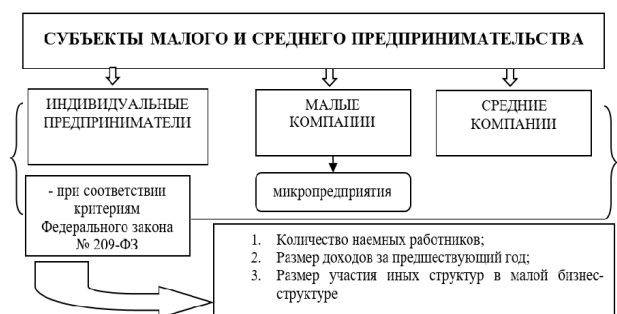 СУБЪЕКТЫ МАЛОГО И СРЕДНЕГО ПРЕДПРИНИМАТЕЛЬСТВА
ИНДИВИДУАЛЬНЫЕ
ПРЕДПРИНИМАТЕЛИ
МАЛЫЕ
КОМПАНИИ
СРЕДНИЕ
КОМПАНИИ
микропредприятия
- при соответствии
критериям
Федерального закона
№ 209-ФЗ
1. Количество наемных работников;
2. Размер доходов за предшествующий год;
3. Размер участия иных структур в малой бизнес-
структуре